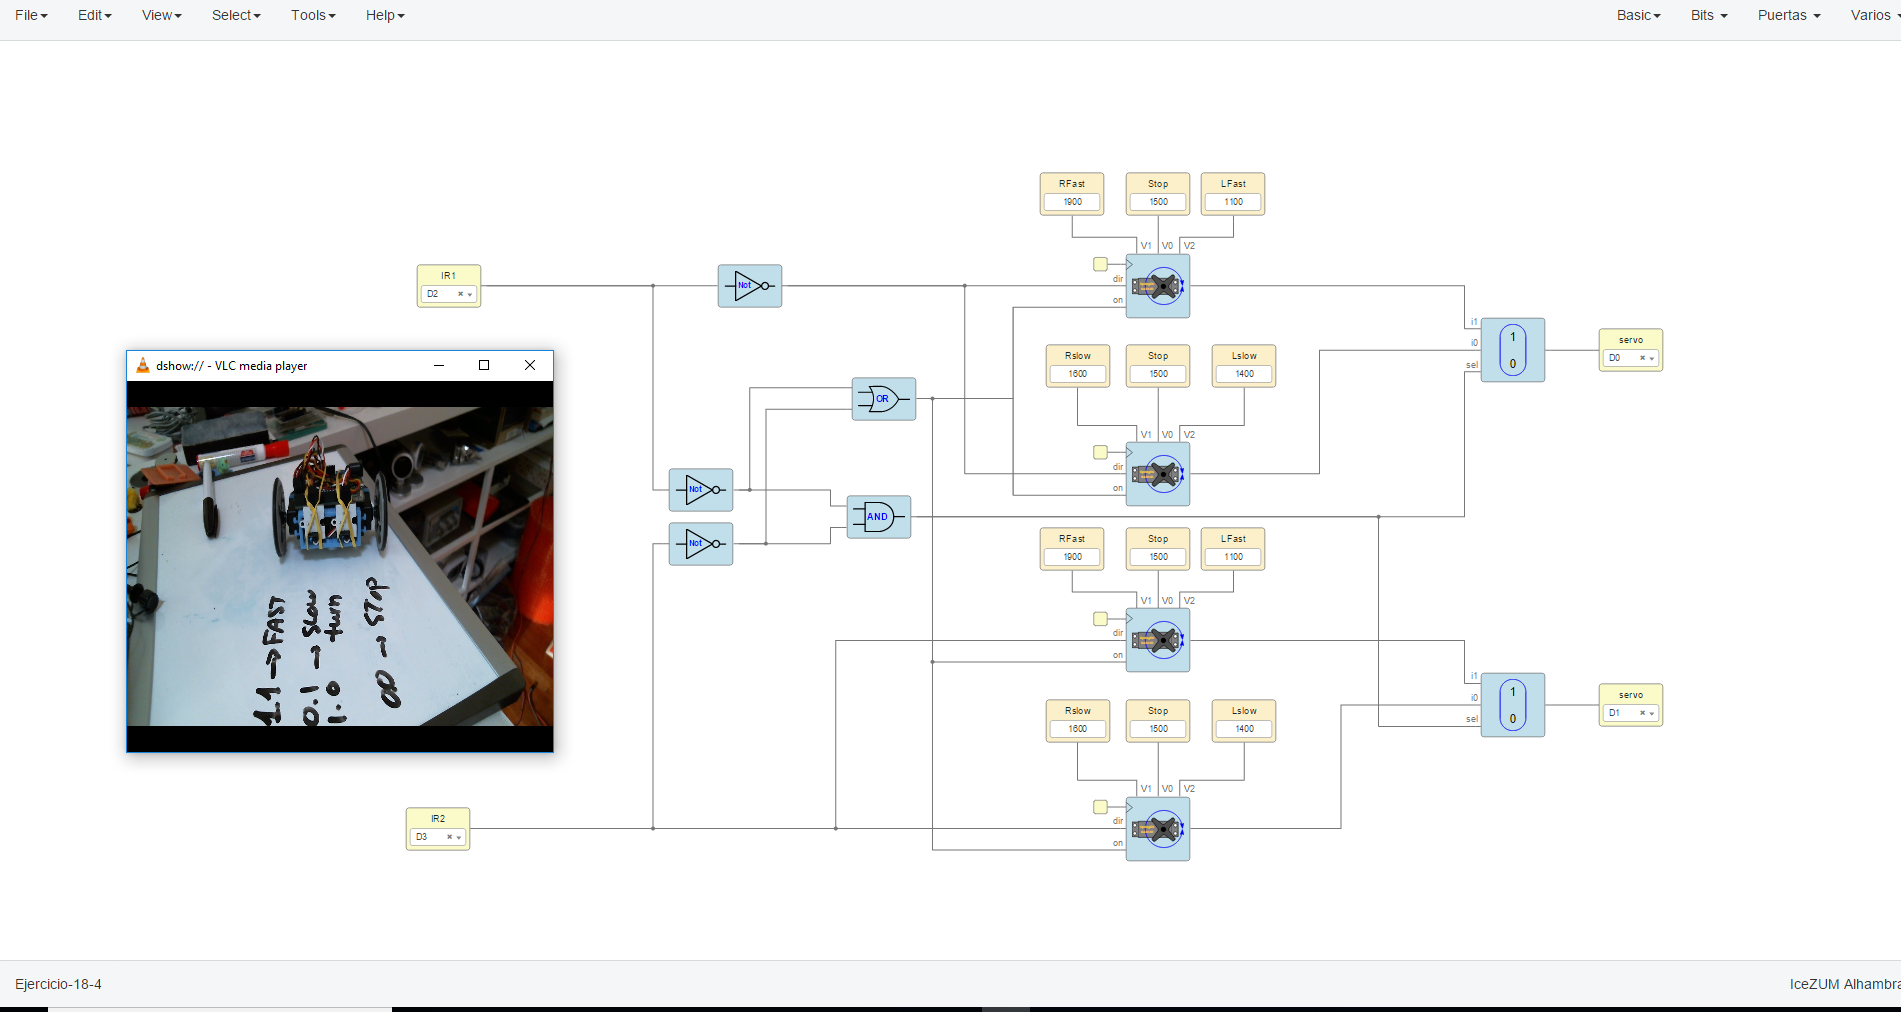 File Edit View Select Tools Help Basic Bits Puertas Varios
RFast Stop LFast
1900 1500 1100
V1 V0 V2
IR1
D2
Not
dir
on
i1
i0
sel
1
0
servo
D0
Rslow Stop Lslow
1600 1500 1400
V1 V0 V2
dir
on
dshow:// - VLC media player
1.1 → FAST
0.1 → Slow
1.0 turn
00 → STOP
OR
Not
AND
Not
RFast Stop LFast
1900 1500 1100
V1 V0 V2
dir
on
i1
i0
sel
1
0
servo
D1
Rslow Stop Lslow
1600 1500 1400
V1 V0 V2
IR2
D3
dir
on
Ejercicio-18-4
IceZUM Alhambra